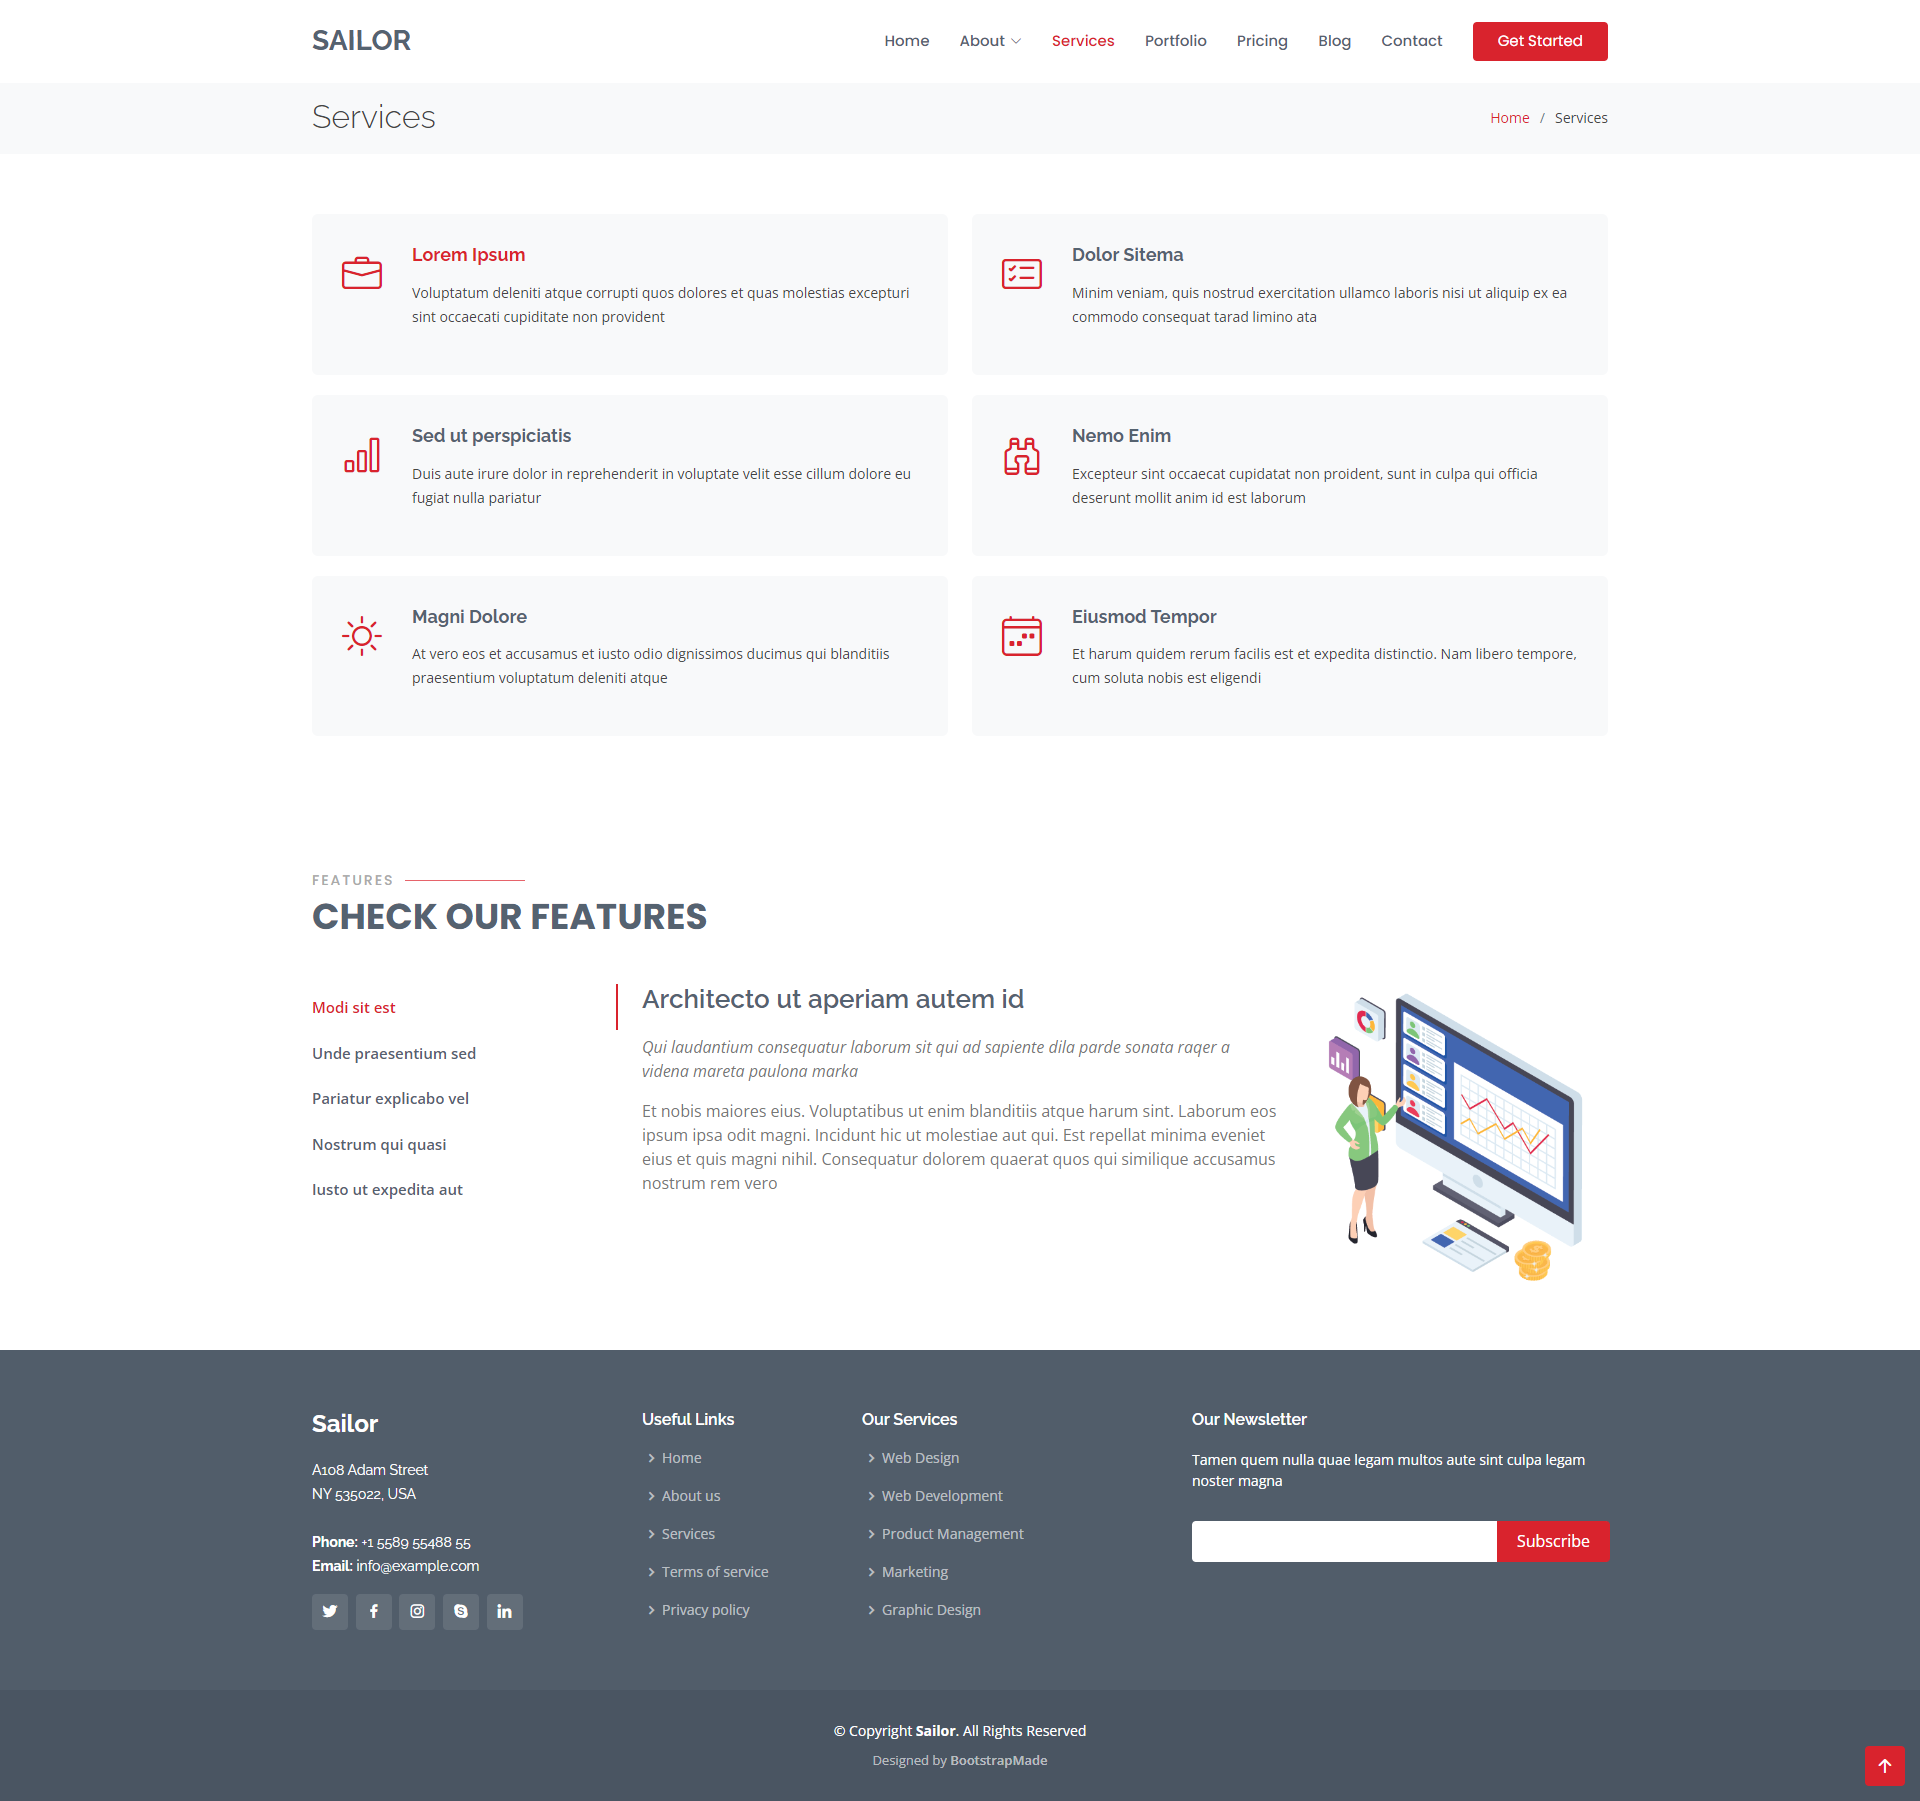 SAILOR
Home About Services Portfolio Pricing Blog Contact Get Started
Services
Home / Services
Lorem Ipsum
Voluptatum deleniti atque corrupti quos dolores et quas molestias excepturi
sint occaecati cupiditate non provident
Dolor Sitema
Minim veniam, quis nostrud exercitation ullamco laboris nisi ut aliquip ex ea
commodo consequat tarad limino ata
Sed ut perspiciatis
Duis aute irure dolor in reprehenderit in voluptate velit esse cillum dolore eu
fugiat nulla pariatur
Nemo Enim
Excepteur sint occaecat cupidatat non proident, sunt in culpa qui officia
deserunt mollit anim id est laborum
Magni Dolore
At vero eos et accusamus et iusto odio dignissimos ducimus qui blanditiis
praesentium voluptatum deleniti atque
Eiusmod Tempor
Et harum quidem rerum facilis est et expedita distinctio. Nam libero tempore,
cum soluta nobis est eligendi
FEATURES
CHECK OUR FEATURES
Modi sit est
Unde praesentium sed
Pariatur explicabo vel
Nostrum qui quasi
Iusto ut expedita aut
Architecto ut aperiam autem id
Qui laudantium consequatur laborum sit qui ad sapiente dila parde sonata raqer a
videna mareta paulona marka
Et nobis maiores eius. Voluptatibus ut enim blanditiis atque harum sint. Laborum eos
ipsum ipsa odit magni. Incidunt hic ut molestiae aut qui. Est repellat minima eveniet
eius et quis magni nihil. Consequatur dolorem quaerat quos qui similique accusamus
nostrum rem vero
Sailor
A108 Adam Street
NY 535022, USA
Phone: +1 5589 55488 55
Email: info@example.com
Useful Links
Home
About us
Services
Terms of service
Privacy policy
Our Services
Web Design
Web Development
Product Management
Marketing
Graphic Design
Our Newsletter
Tamen quem nulla quae legam multos aute sint culpa legam
noster magna
Subscribe
© Copyright Sailor. All Rights Reserved
Designed by BootstrapMade